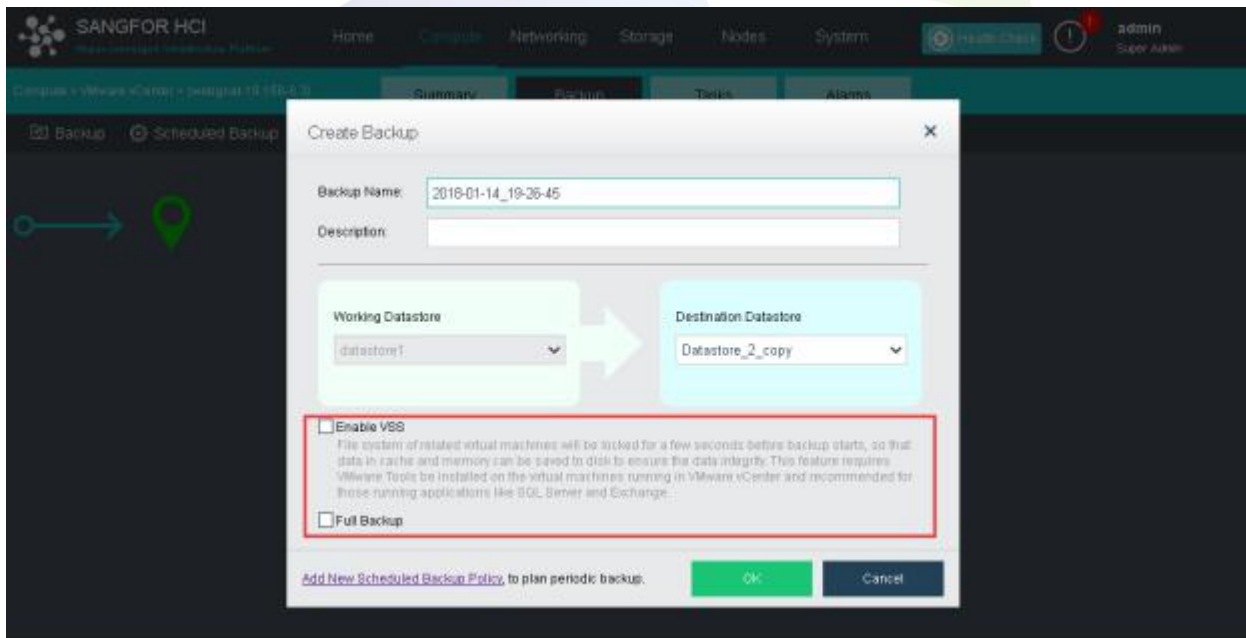 SANGFOR HCI
Home Compute Networking Storage Nodes System Health Check admin
Super Admin
Compute > VMware vCenter >
Summary Backup Tasks Alarms
Backup Scheduled Backup
Create Backup
Backup Name: 2018-01-14_19-26-45
Description:
Working Datastore Destination Datastore
datastore1 Datastore_2_copy
Enable VSS
File system of related virtual machines will be locked for a few seconds before backup starts, so that
data in cache and memory can be saved to disk to ensure the data integrity. This feature requires
VMware Tools be installed on the virtual machines running in VMware vCenter and recommended for
those running applications like SQL Server and Exchange.
Full Backup
Add New Scheduled Backup Policy, to plan periodic backup. OK Cancel